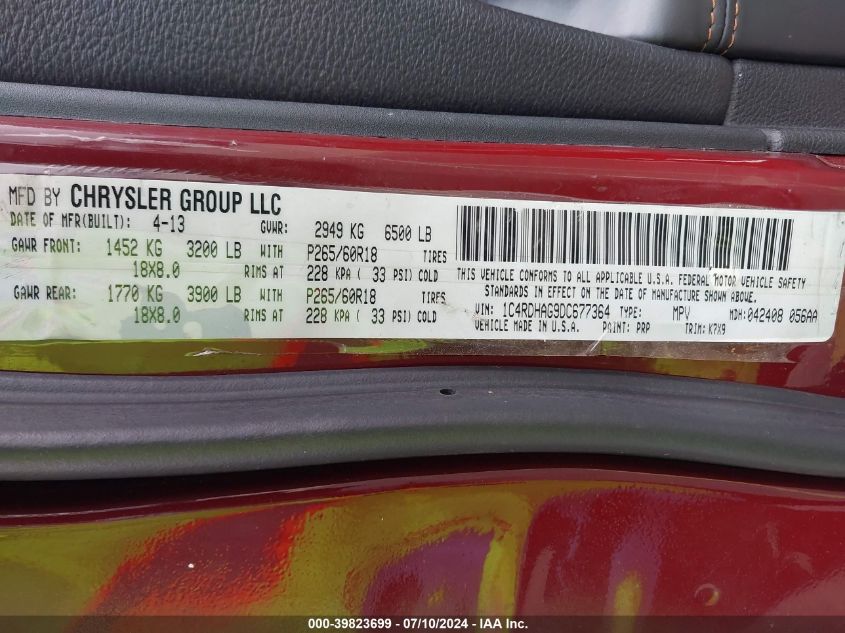 MFD BY CHRYSLER GROUP LLC
DATE OF MFR(BUILT): 4-13 GVWR: 2949 KG 6500 LB
GAWR FRONT: 1452 KG 3200 LB WITH P265/60R18 TIRES
18X8.0 RIMS AT 228 KPA ( 33 PSI) COLD
GAWR REAR: 1770 KG 3900 LB WITH P265/60R18 TIRES
18X8.0 RIMS AT 228 KPA ( 33 PSI) COLD
THIS VEHICLE CONFORMS TO ALL APPLICABLE U.S.A. FEDERAL MOTOR VEHICLE SAFETY
STANDARDS IN EFFECT ON THE DATE OF MANUFACTURE SHOWN ABOVE.
VIN: 1C4RDHAG9DC677364 TYPE: MPV MDH: 042408 056AA
VEHICLE MADE IN U.S.A. PAINT: PRP TRIM: K7X9
000-39823699 / 07/10/2024 - IAA Inc.